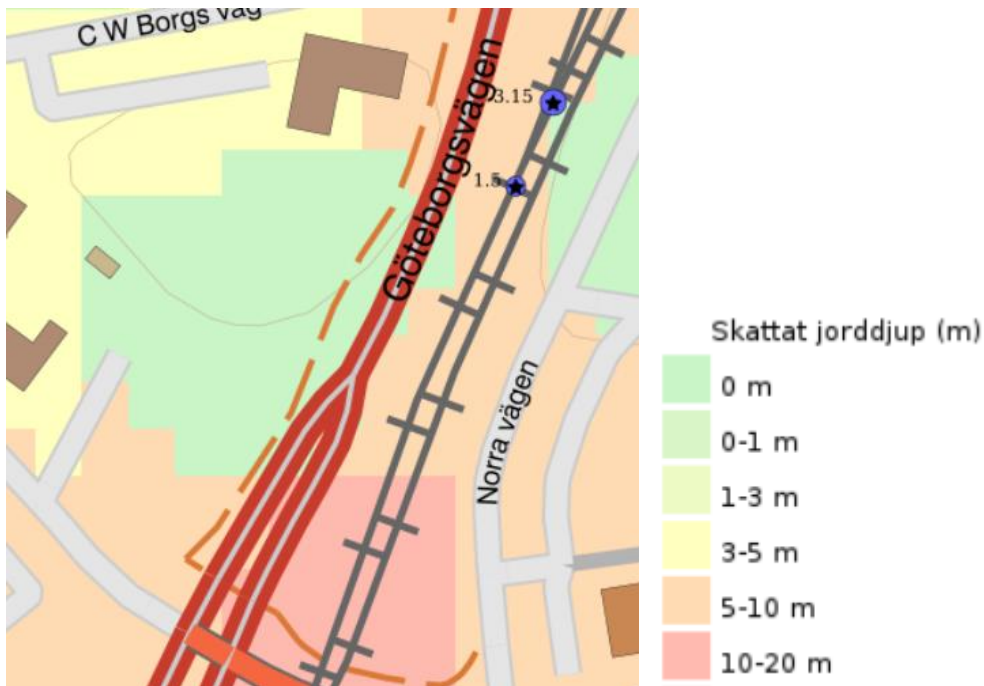 C W Borgs väg
Göteborgsvägen
3.15
1.5
Norra vägen
Skattat jorddjup (m)
0 m
0-1 m
1-3 m
3-5 m
5-10 m
10-20 m